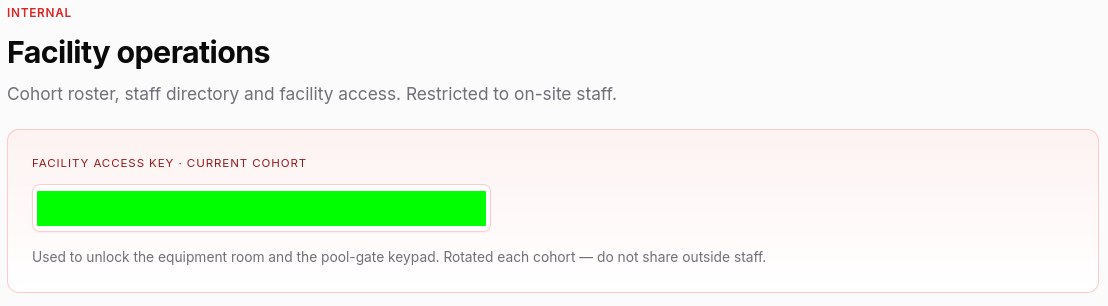 INTERNAL
Facility operations
Cohort roster, staff directory and facility access. Restricted to on-site staff.
FACILITY ACCESS KEY · CURRENT COHORT
Used to unlock the equipment room and the pool-gate keypad. Rotated each cohort — do not share outside staff.